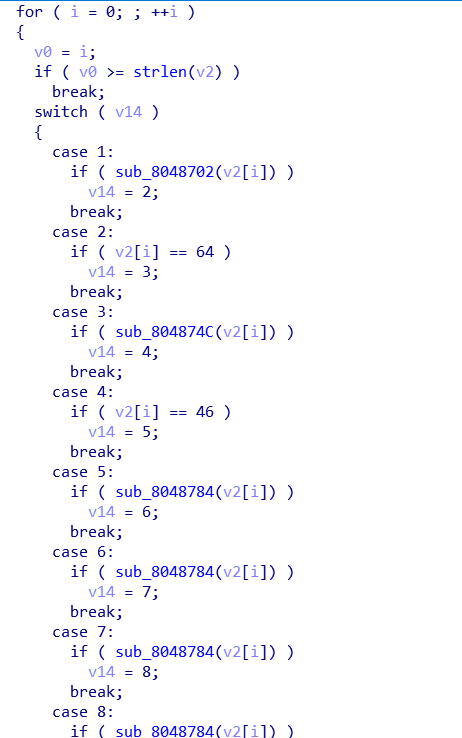 for ( i = 0; ; ++i )
{
v0 = i;
if ( v0 >= strlen(v2) )
break;
switch ( v14 )
{
case 1:
if ( sub_8048702(v2[i]) )
v14 = 2;
break;
case 2:
if ( v2[i] == 64 )
v14 = 3;
break;
case 3:
if ( sub_804874C(v2[i]) )
v14 = 4;
break;
case 4:
if ( v2[i] == 46 )
v14 = 5;
break;
case 5:
if ( sub_8048784(v2[i]) )
v14 = 6;
break;
case 6:
if ( sub_8048784(v2[i]) )
v14 = 7;
break;
case 7:
if ( sub_8048784(v2[i]) )
v14 = 8;
break;
case 8:
if ( sub_8048784(v2[i]) )